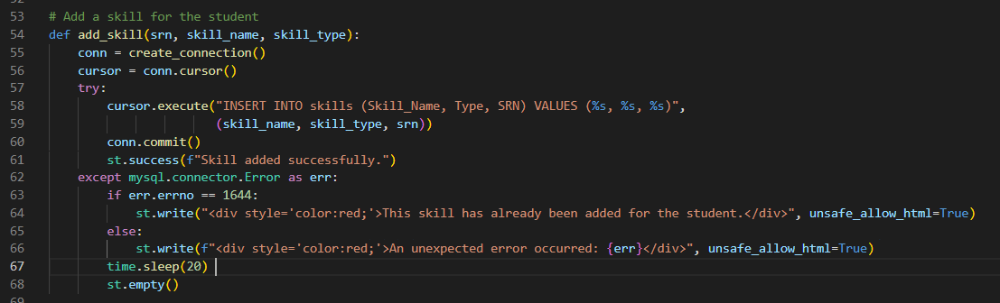 53 # Add a skill for the student
54 def add_skill(srn, skill_name, skill_type):
55     conn = create_connection()
56     cursor = conn.cursor()
57     try:
58         cursor.execute("INSERT INTO skills (Skill_Name, Type, SRN) VALUES (%s, %s, %s)",
59                        (skill_name, skill_type, srn))
60         conn.commit()
61         st.success(f"Skill added successfully.")
62     except mysql.connector.Error as err:
63         if err.errno == 1644:
64             st.write("<div style='color:red;'>This skill has already been added for the student.</div>", unsafe_allow_html=True)
65         else:
66             st.write(f"<div style='color:red;'>An unexpected error occurred: {err}</div>", unsafe_allow_html=True)
67         time.sleep(20)
68         st.empty()